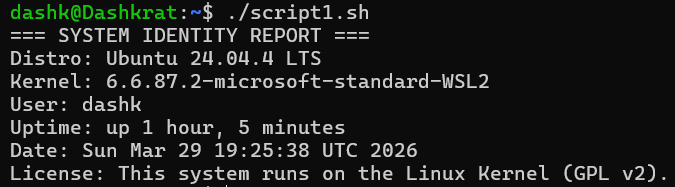 dashk@Dashkrat:~$ ./script1.sh
=== SYSTEM IDENTITY REPORT ===
Distro: Ubuntu 24.04.4 LTS
Kernel: 6.6.87.2-microsoft-standard-WSL2
User: dashk
Uptime: up 1 hour, 5 minutes
Date: Sun Mar 29 19:25:38 UTC 2026
License: This system runs on the Linux Kernel (GPL v2).